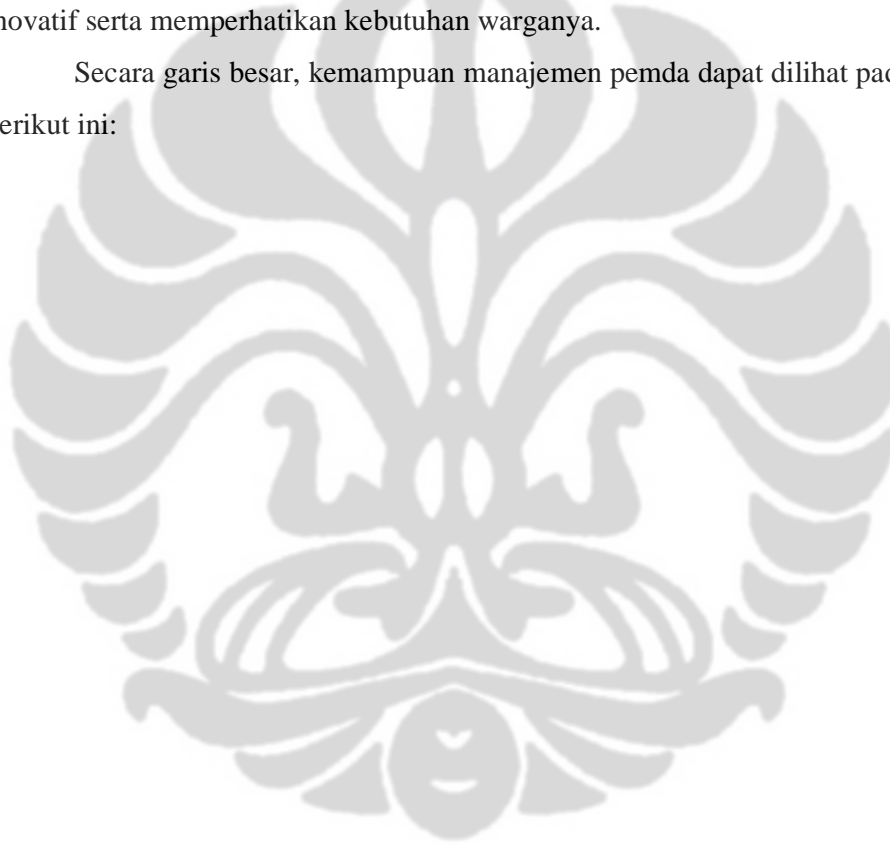 novatif serta memperhatikan kebutuhan warganya.
Secara garis besar, kemampuan manajemen pemda dapat dilihat pad
erikut ini: